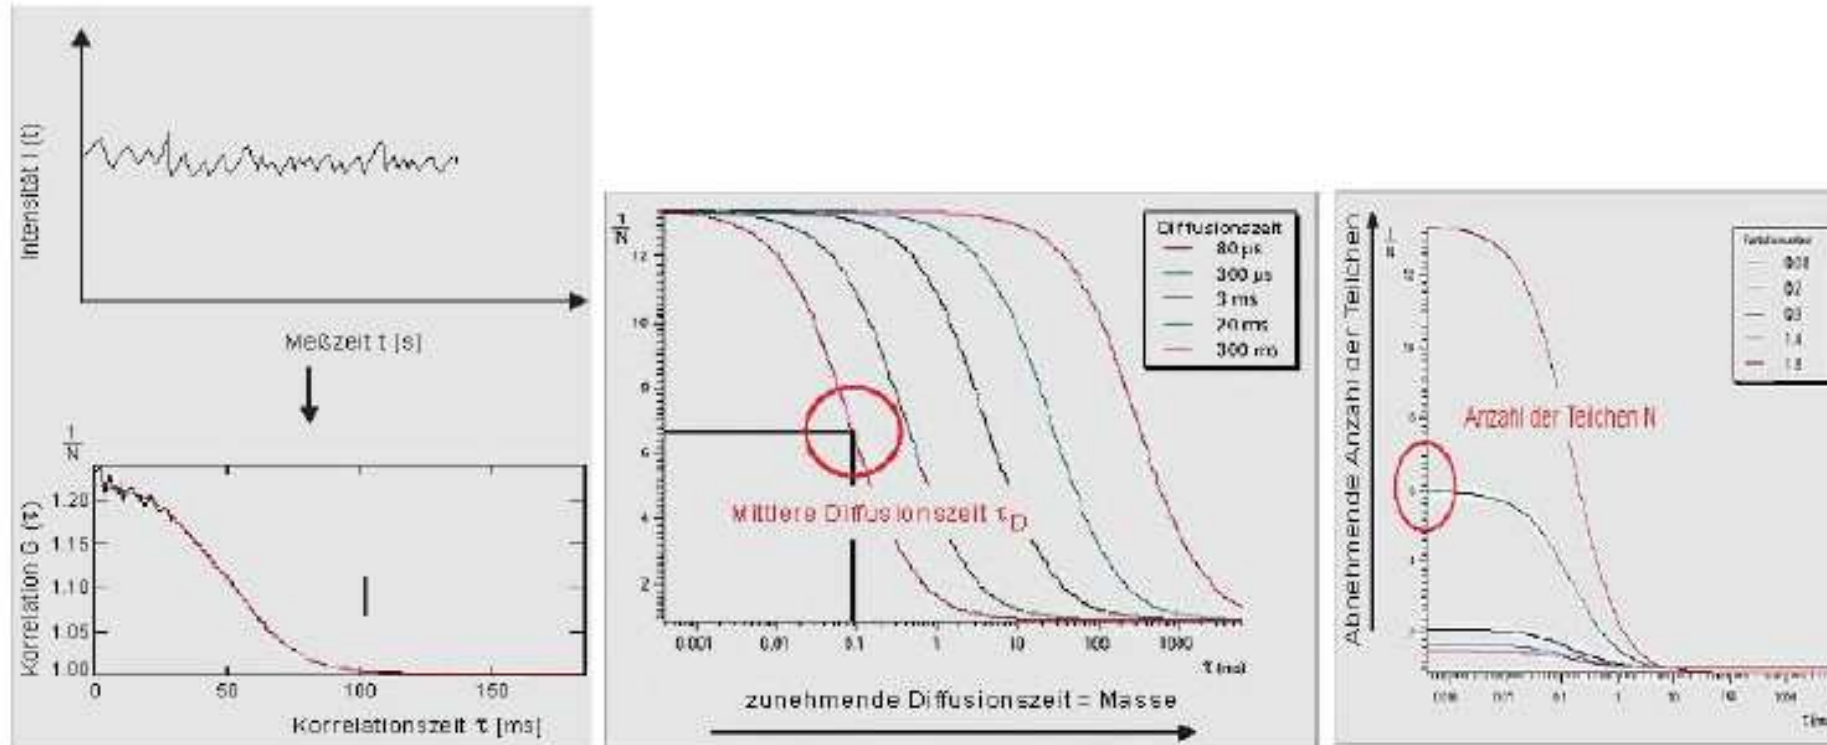 Intensität I (t)
Meßzeit t [s]
1
N
Korrelation G (τ)
1.20
1.15
1.10
1.05
1.00
0
50
100
150
Korrelationszeit τ [ms]
1
N
12
10
8
6
4
2
Diffusionszeit
80 µs
300 µs
3 ms
20 ms
300 ms
Mittlere Diffusionszeit τD
0.001
0.01
0.1
1
10
100
1000
τ [ms]
zunehmende Diffusionszeit = Masse
Abnehmende Anzahl der Teilchen
Anzahl der Teilchen N